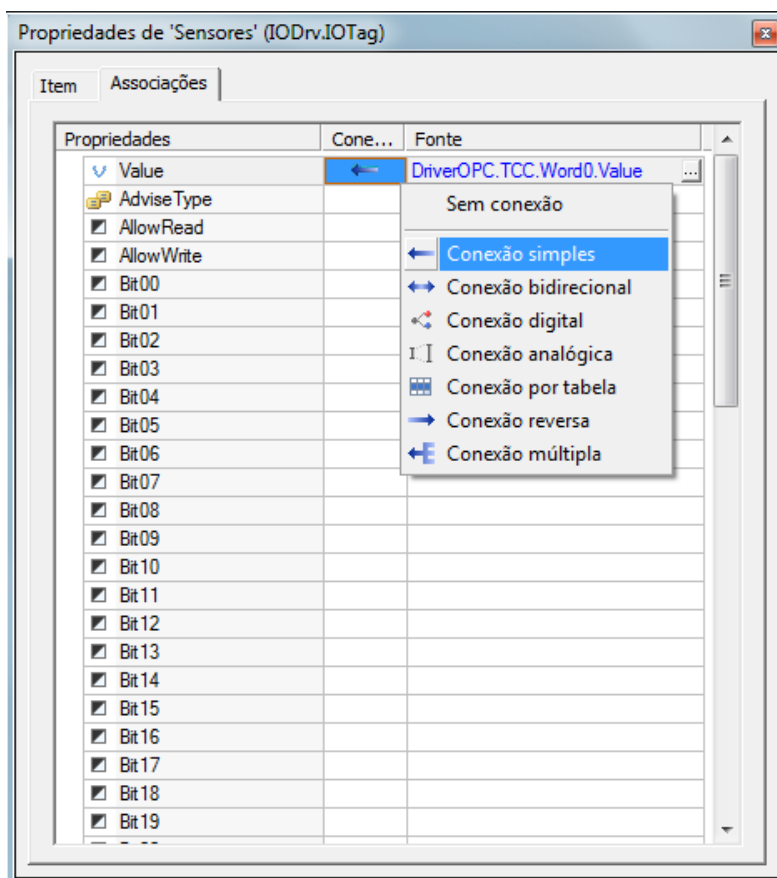 Propriedades de 'Sensores' (IODrv.IOTag)
Item Associações
Propriedades Cone... Fonte
Value DriverOPC.TCC.Word0.Value ...
AdviseType
AllowRead
AllowWrite
Bit00
Bit01
Bit02
Bit03
Bit04
Bit05
Bit06
Bit07
Bit08
Bit09
Bit10
Bit11
Bit12
Bit13
Bit14
Bit15
Bit16
Bit17
Bit18
Bit19
Sem conexão
Conexão simples
Conexão bidirecional
Conexão digital
Conexão analógica
Conexão por tabela
Conexão reversa
Conexão múltipla